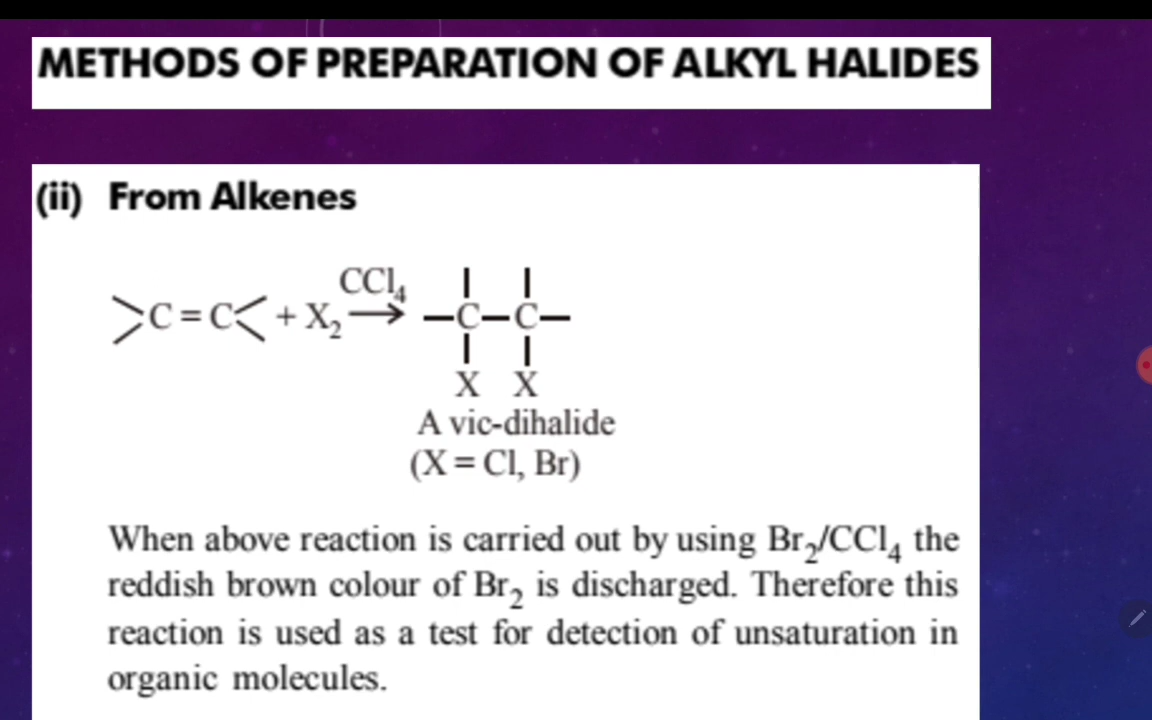 METHODS OF PREPARATION OF ALKYL HALIDES
(ii) From Alkenes
>C=C< + X₂ —CCl₄→ —C—C—
X X
A vic-dihalide
(X = Cl, Br)
When above reaction is carried out by using Br₂/CCl₄ the
reddish brown colour of Br₂ is discharged. Therefore this
reaction is used as a test for detection of unsaturation in
organic molecules.